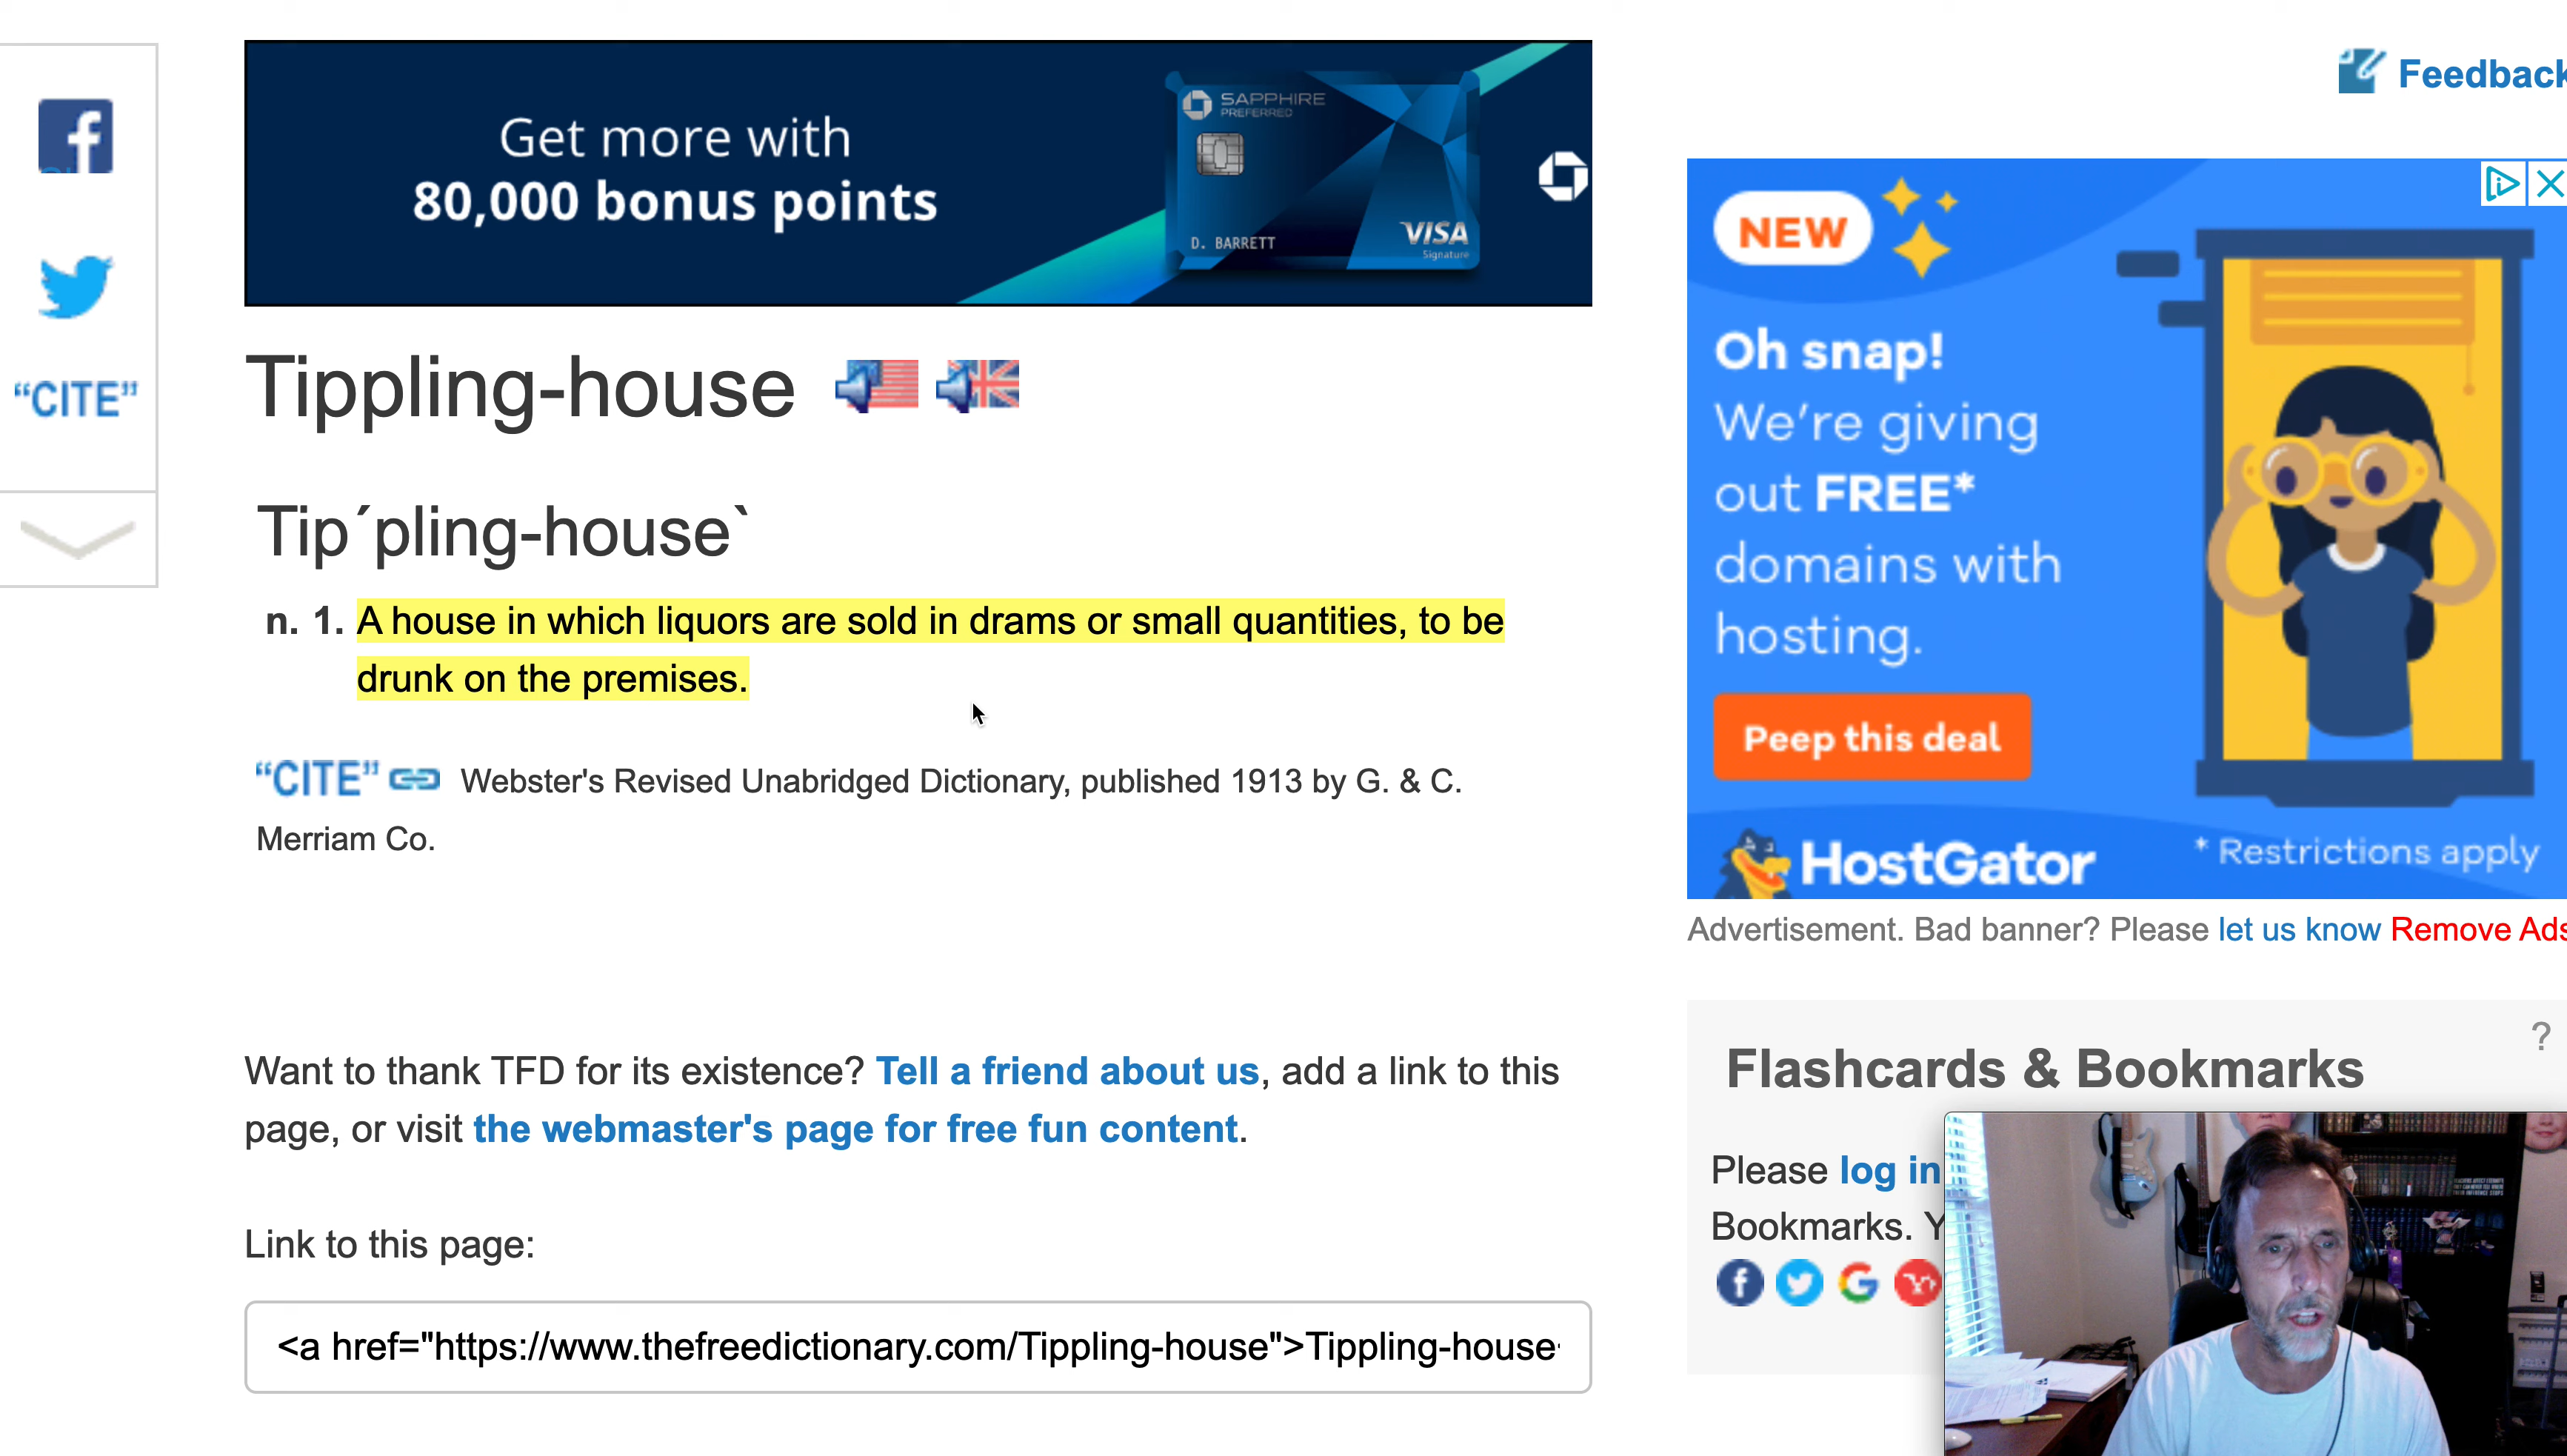 "CITE"
Get more with
80,000 bonus points
SAPPHIRE
PREFERRED
D. BARRETT
VISA
Signature
Feedback
Tippling-house
Tip´pling-house`
n. 1. A house in which liquors are sold in drams or small quantities, to be
drunk on the premises.
"CITE" Webster's Revised Unabridged Dictionary, published 1913 by G. & C.
Merriam Co.
Want to thank TFD for its existence? Tell a friend about us, add a link to this
page, or visit the webmaster's page for free fun content.
Link to this page:
<a href="https://www.thefreedictionary.com/Tippling-house">Tippling-house
NEW
Oh snap!
We're giving
out FREE*
domains with
hosting.
Peep this deal
HostGator
* Restrictions apply
Advertisement. Bad banner? Please let us know Remove Ads
?
Flashcards & Bookmarks
Please log in
Bookmarks. Y